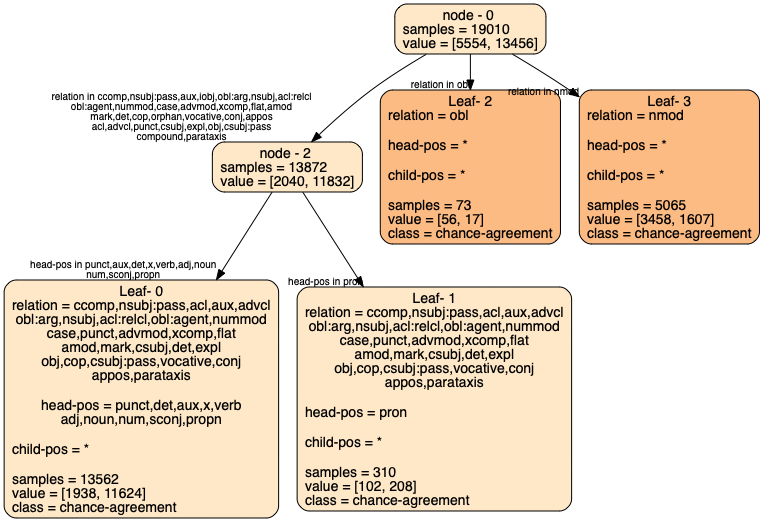 node - 0
samples = 19010
value = [5554, 13456]
relation in ccomp,nsubj:pass,aux,iobj,obl:arg,nsubj,acl:relcl
obl:agent,nummod,case,advmod,xcomp,flat,amod
mark,det,cop,orphan,vocative,conj,appos
acl,advcl,punct,csubj,expl,obj,csubj:pass
compound,parataxis
relation in obl
relation in nmod
node - 2
samples = 13872
value = [2040, 11832]
Leaf- 2
relation = obl
head-pos = *
child-pos = *
samples = 73
value = [56, 17]
class = chance-agreement
Leaf- 3
relation = nmod
head-pos = *
child-pos = *
samples = 5065
value = [3458, 1607]
class = chance-agreement
head-pos in punct,aux,det,x,verb,adj,noun
num,sconj,propn
head-pos in pron
Leaf- 0
relation = ccomp,nsubj:pass,acl,aux,advcl
obl:arg,nsubj,acl:relcl,obl:agent,nummod
case,punct,advmod,xcomp,flat
amod,mark,csubj,det,expl
obj,cop,csubj:pass,vocative,conj
appos,parataxis
head-pos = punct,det,aux,x,verb
adj,noun,num,sconj,propn
child-pos = *
samples = 13562
value = [1938, 11624]
class = chance-agreement
Leaf- 1
relation = ccomp,nsubj:pass,acl,aux,advcl
obl:arg,nsubj,acl:relcl,obl:agent,nummod
case,punct,advmod,xcomp,flat
amod,mark,csubj,det,expl
obj,cop,csubj:pass,vocative,conj
appos,parataxis
head-pos = pron
child-pos = *
samples = 310
value = [102, 208]
class = chance-agreement